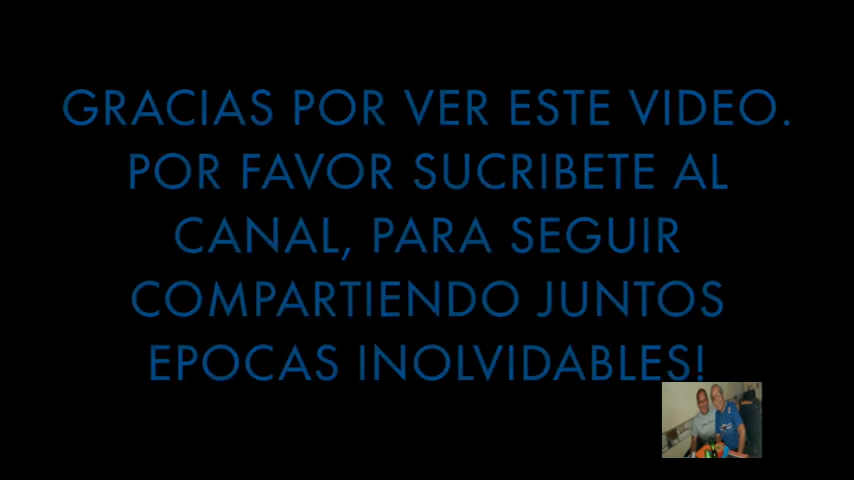 GRACIAS POR VER ESTE VIDEO.
POR FAVOR SUCRIBETE AL
CANAL, PARA SEGUIR
COMPARTIENDO JUNTOS
EPOCAS INOLVIDABLES!